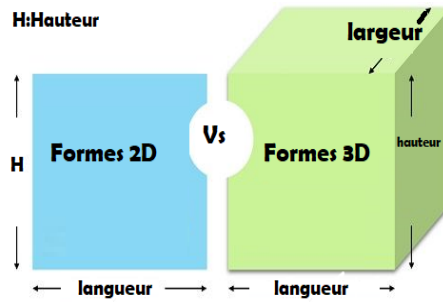 H:Hauteur
largeur
Vs
Formes 2D
Formes 3D
H
hauteur
langueur
langueur